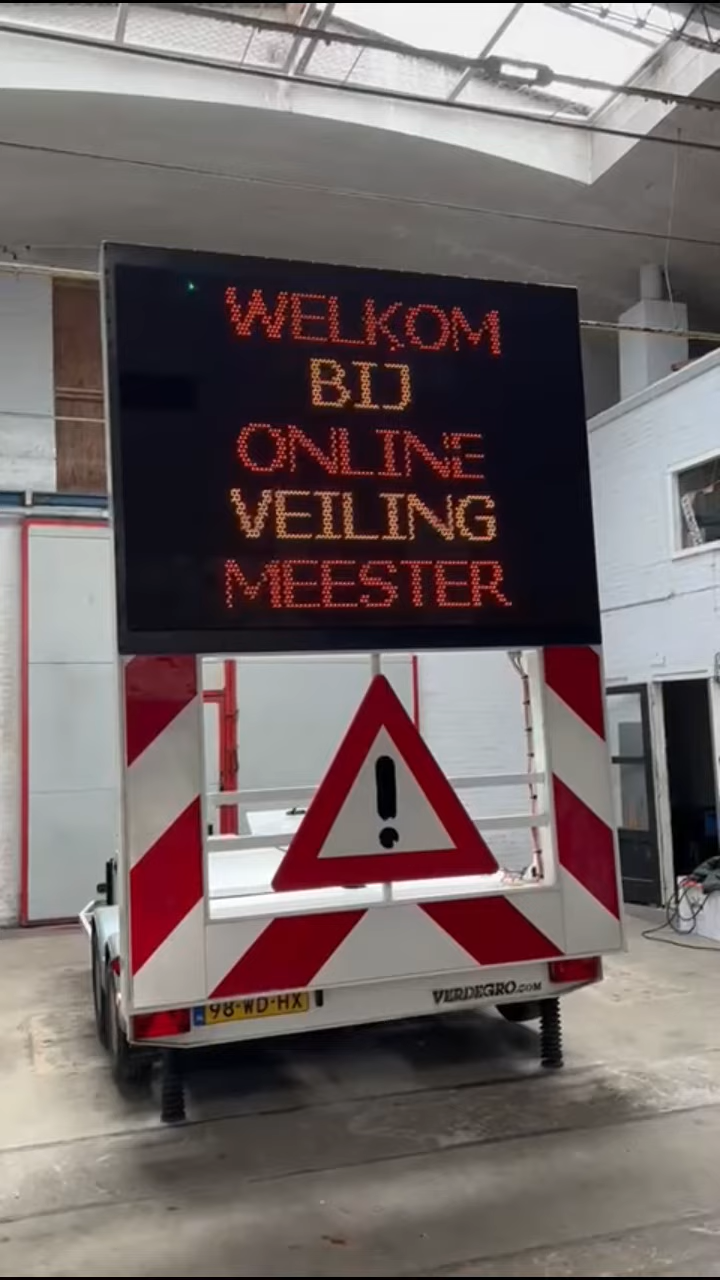 WELKOM
BIJ
ONLINE
VEILING
MEESTER
!
98-WD-HX
VERDEGRO.COM